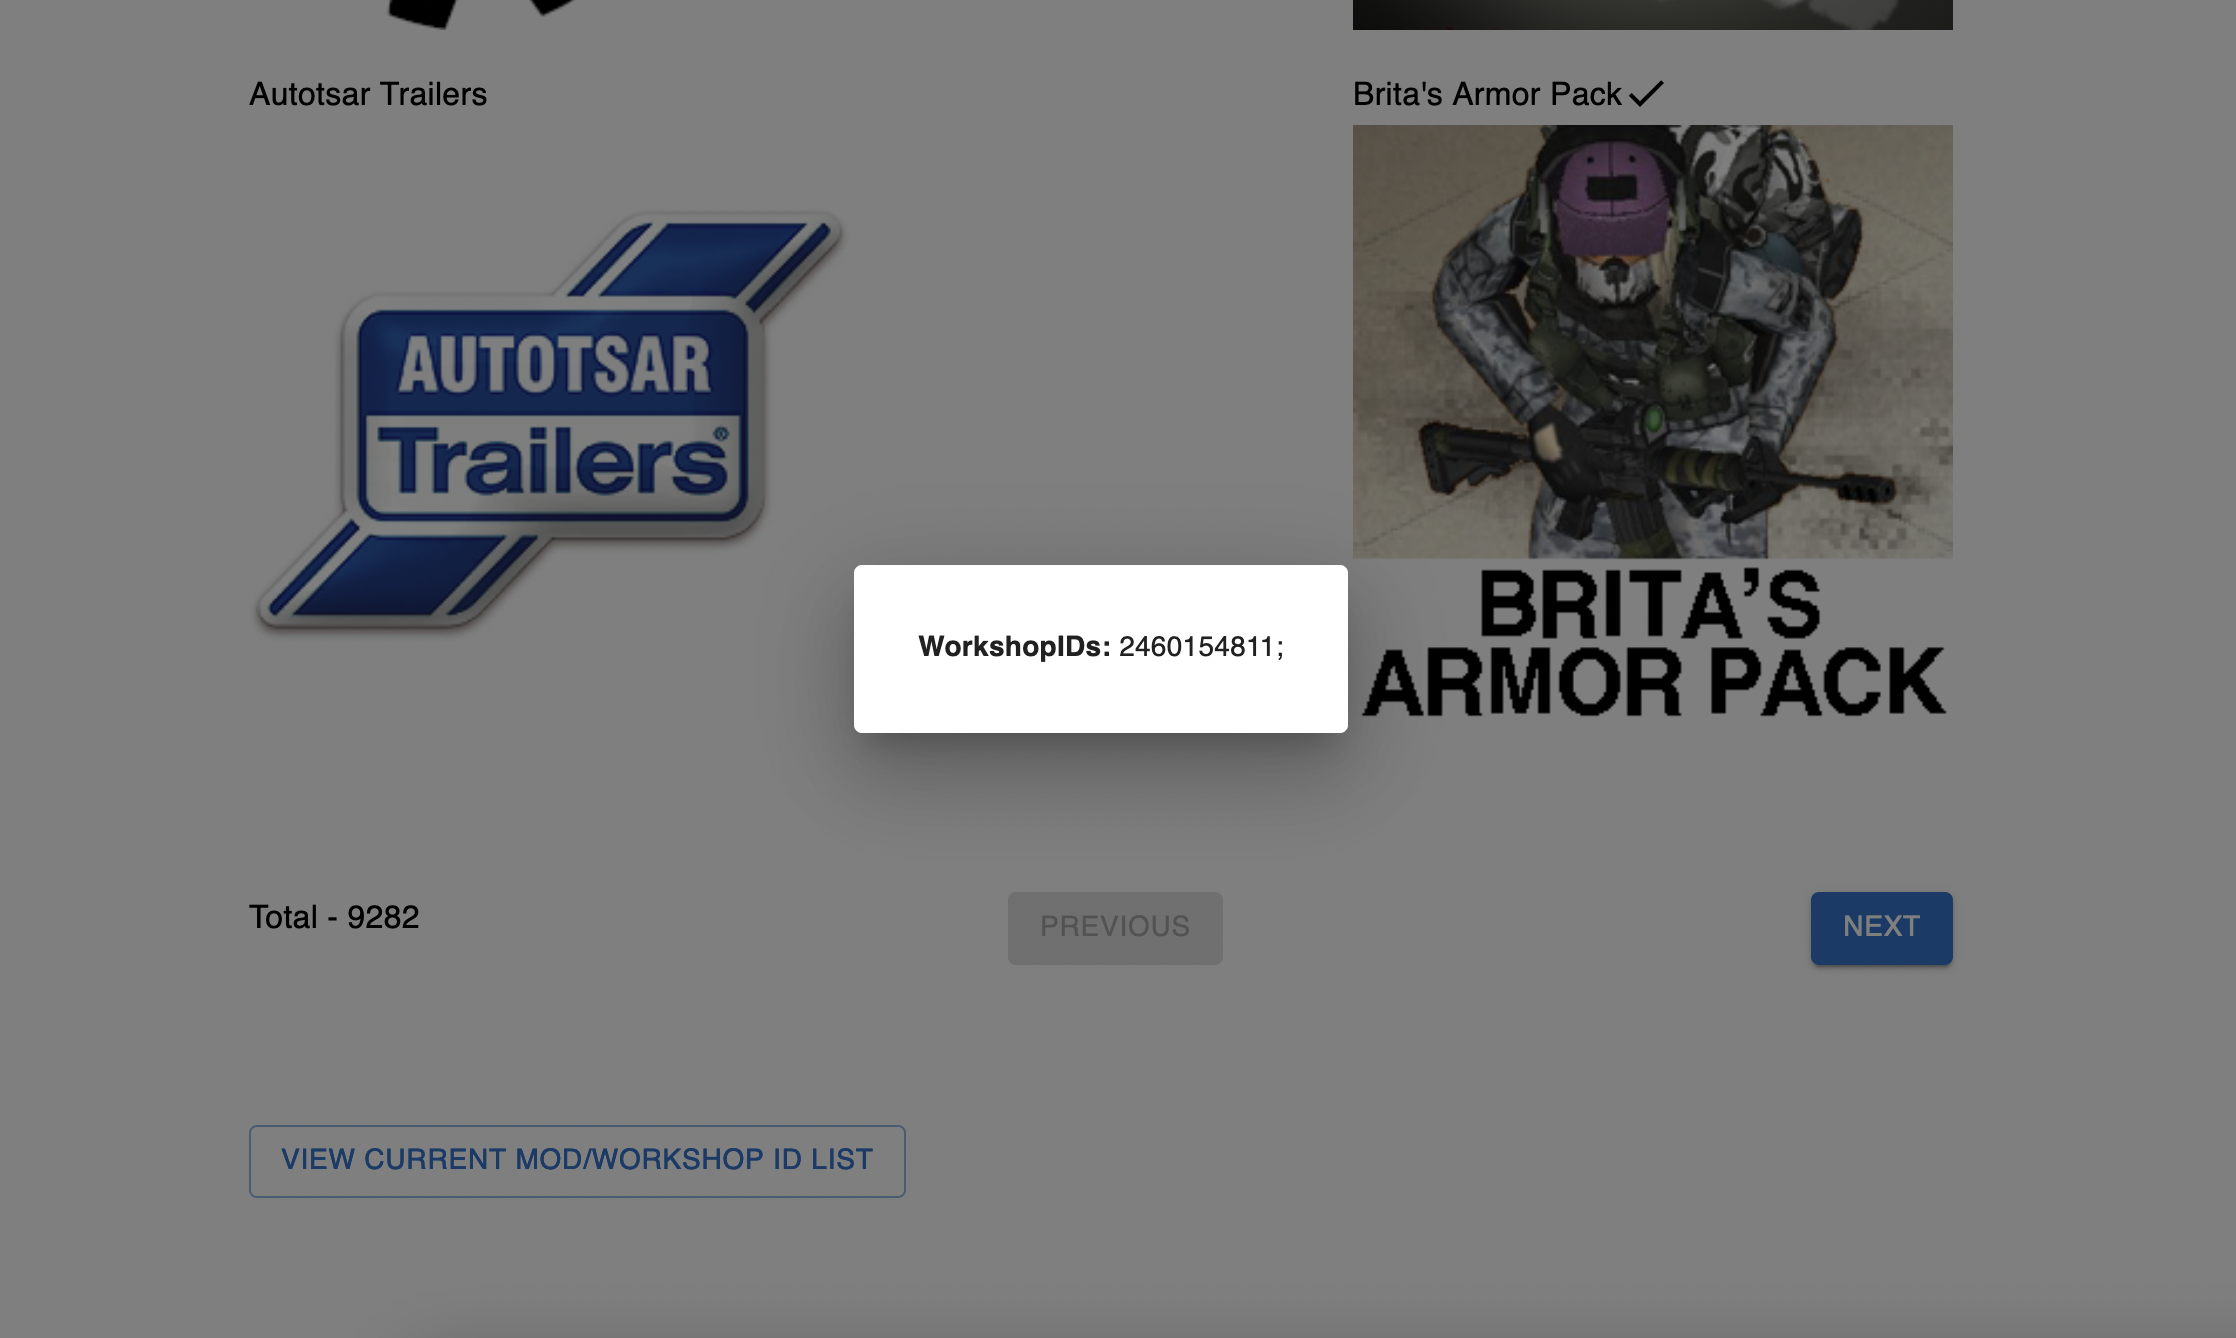 Autotsar Trailers
Brita's Armor Pack
AUTOTSAR
Trailers®
BRITA'S
ARMOR PACK
WorkshopIDs: 2460154811;
Total - 9282
PREVIOUS
NEXT
VIEW CURRENT MOD/WORKSHOP ID LIST